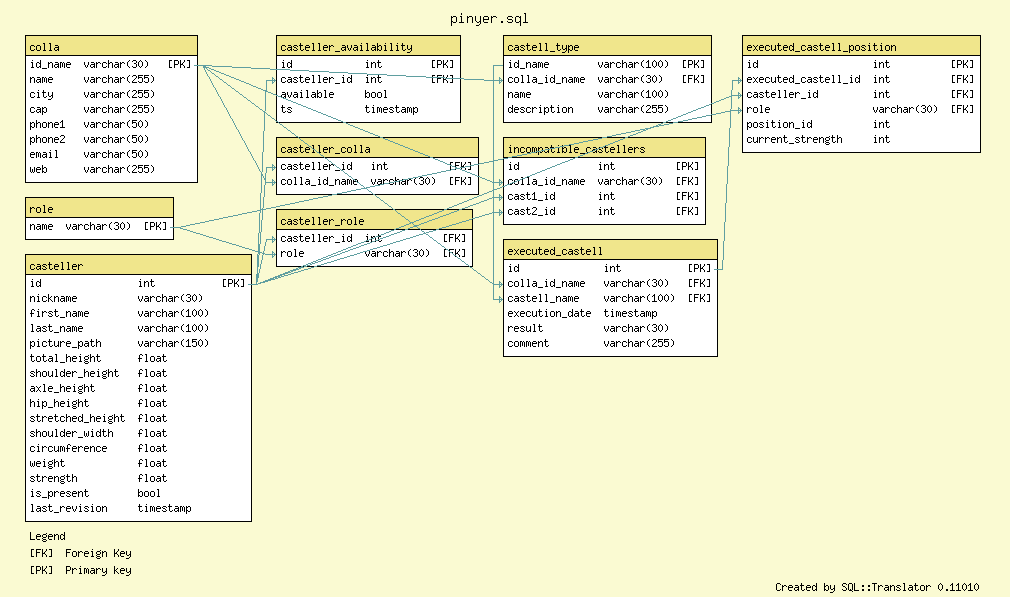 pinyer.sql
colla
id_name varchar(30) [PK]
name varchar(255)
city varchar(255)
cap varchar(255)
phone1 varchar(50)
phone2 varchar(50)
email varchar(50)
web varchar(255)
role
name varchar(30) [PK]
casteller
id int [PK]
nickname varchar(30)
first_name varchar(100)
last_name varchar(100)
picture_path varchar(150)
total_height float
shoulder_height float
axle_height float
hip_height float
stretched_height float
shoulder_width float
circumference float
weight float
strength float
is_present bool
last_revision timestamp
casteller_availability
id int [PK]
casteller_id int [FK]
available bool
ts timestamp
casteller_colla
casteller_id int [FK]
colla_id_name varchar(30) [FK]
casteller_role
casteller_id int [FK]
role varchar(30) [FK]
castell_type
id_name varchar(100) [PK]
colla_id_name varchar(30) [FK]
name varchar(100)
description varchar(255)
incompatible_castellers
id int [PK]
colla_id_name varchar(30) [FK]
cast1_id int [FK]
cast2_id int [FK]
executed_castell
id int [PK]
colla_id_name varchar(30) [FK]
castell_name varchar(100) [FK]
execution_date timestamp
result varchar(30)
comment varchar(255)
executed_castell_position
id int [PK]
executed_castell_id int [FK]
casteller_id int [FK]
role varchar(30) [FK]
position_id int
current_strength int
Legend
[FK] Foreign Key
[PK] Primary key
Created by SQL::Translator 0.11010